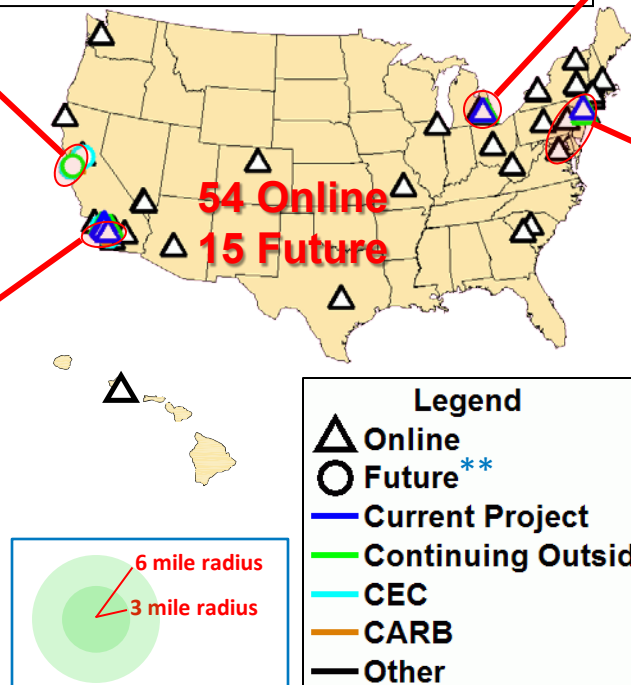 54 Online
15 Future
Legend
Online
Future**
Current Project
Continuing Outsid
CEC
CARB
Other
6 mile radius
3 mile radius